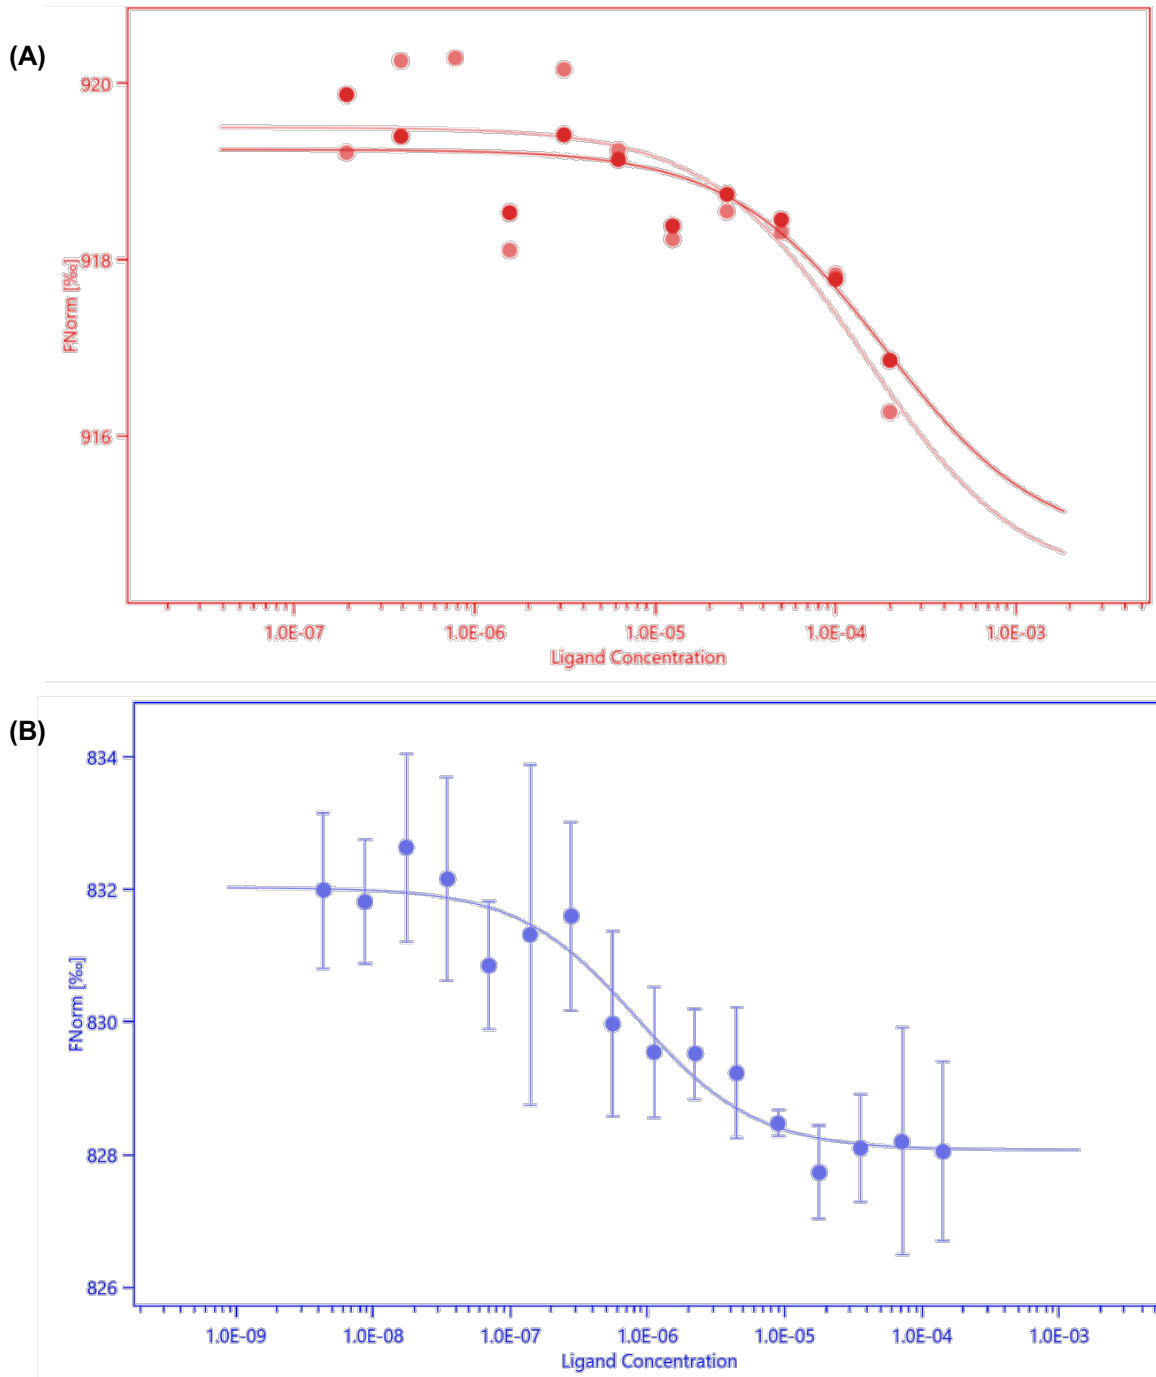 (A)
920
918
916
FNorm [‰]
1.0E-07 1.0E-06 1.0E-05 1.0E-04 1.0E-03
Ligand Concentration
(B)
834
832
830
828
826
FNorm [‰]
1.0E-09 1.0E-08 1.0E-07 1.0E-06 1.0E-05 1.0E-04 1.0E-03
Ligand Concentration